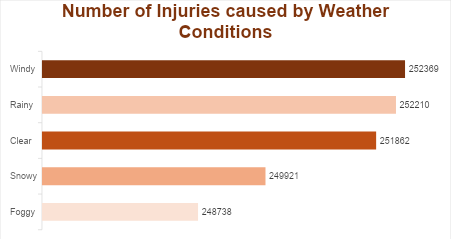 Number of Injuries caused by Weather
Conditions
Windy 252369
Rainy 252210
Clear 251862
Snowy 249921
Foggy 248738